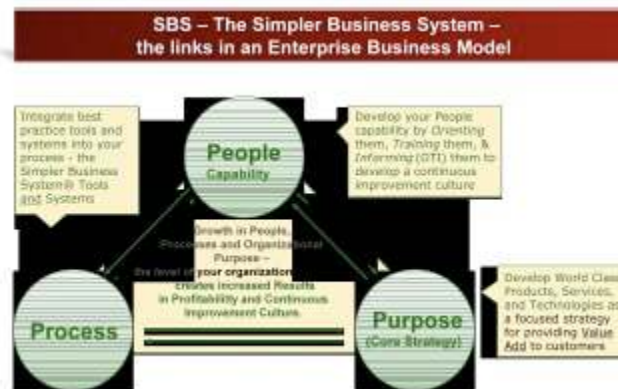 SBS – The Simpler Business System –
the links in an Enterprise Business Model
Integrate best
practice tools and
systems into your
process - the
Simpler Business
System® Tools
and Systems
People
Capability
Develop your People
capability by Orienting
them, Training them, &
Informing (OTI) them to
develop a continuous
improvement culture
Growth in People,
Processes and Organizational
Purpose –
the level of your organization
creates increased Results
in Profitability and Continuous
Improvement Culture.
Process
Purpose
(Core Strategy)
Develop World Class
Products, Services,
and Technologies as
a focused strategy
for providing Value
Add to customers